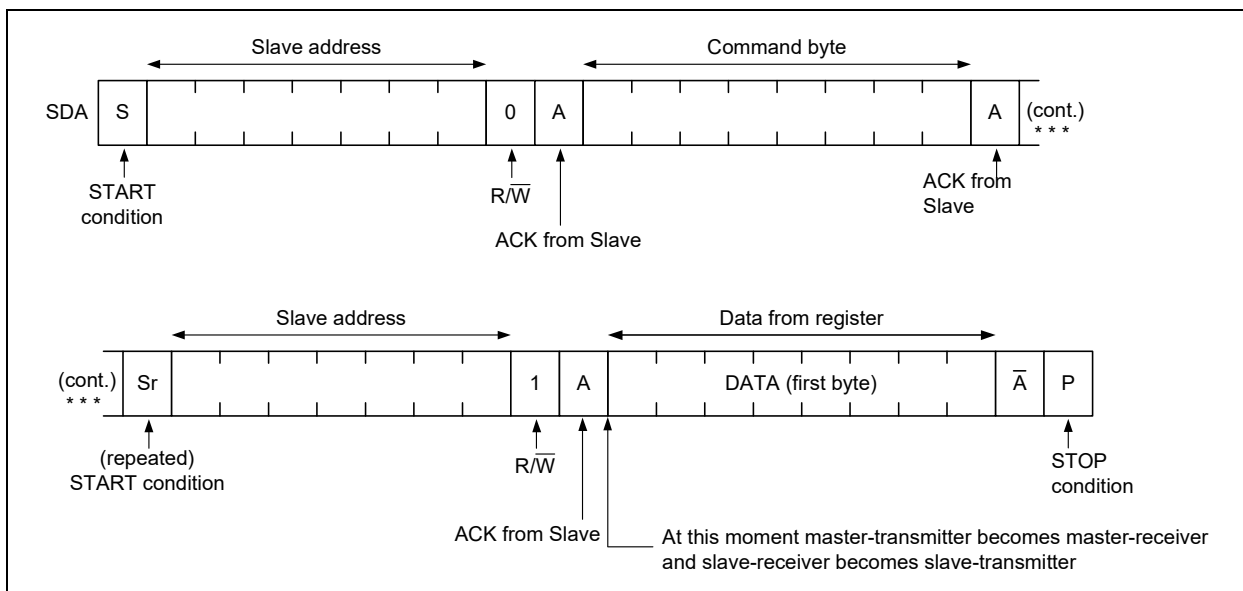 Slave address
Command byte
SDA S 0 A A (cont.)
* * *
START
condition
R/W̅
ACK from Slave
ACK from
Slave
Slave address
Data from register
(cont.) Sr 1 A DATA (first byte) A̅ P
* * *
(repeated)
START condition
R/W̅
STOP
condition
ACK from Slave
At this moment master-transmitter becomes master-receiver
and slave-receiver becomes slave-transmitter